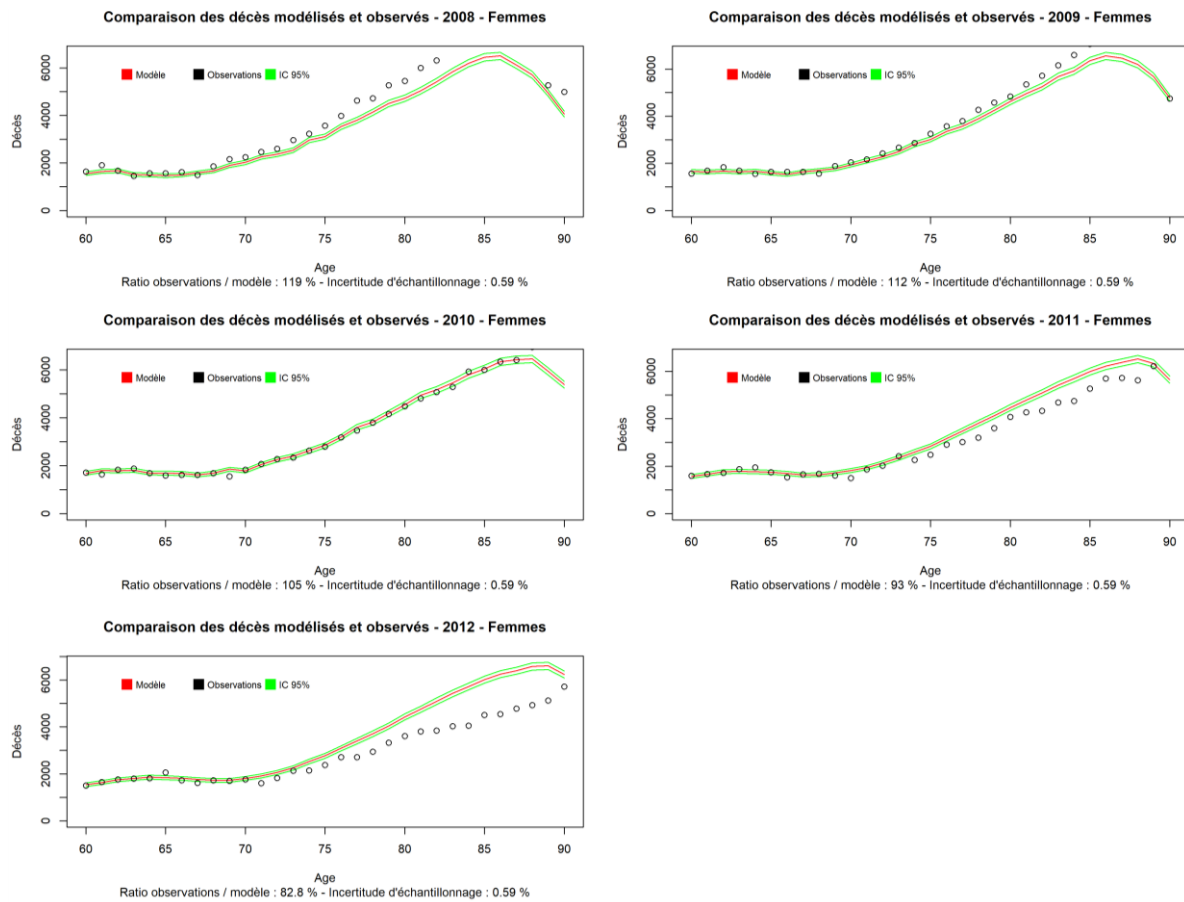 Comparaison des décès modélisés et observés - 2008 - Femmes
Décès
6000
4000
2000
0
Modèle Observations IC 95%
60 65 70 75 80 85 90
Age
Ratio observations / modèle : 119 % - Incertitude d'échantillonnage : 0.59 %
Comparaison des décès modélisés et observés - 2009 - Femmes
Décès
6000
4000
2000
0
Modèle Observations IC 95%
60 65 70 75 80 85 90
Age
Ratio observations / modèle : 112 % - Incertitude d'échantillonnage : 0.59 %
Comparaison des décès modélisés et observés - 2010 - Femmes
Décès
6000
4000
2000
0
Modèle Observations IC 95%
60 65 70 75 80 85 90
Age
Ratio observations / modèle : 105 % - Incertitude d'échantillonnage : 0.59 %
Comparaison des décès modélisés et observés - 2011 - Femmes
Décès
6000
4000
2000
0
Modèle Observations IC 95%
60 65 70 75 80 85 90
Age
Ratio observations / modèle : 93 % - Incertitude d'échantillonnage : 0.59 %
Comparaison des décès modélisés et observés - 2012 - Femmes
Décès
6000
4000
2000
0
Modèle Observations IC 95%
60 65 70 75 80 85 90
Age
Ratio observations / modèle : 82.8 % - Incertitude d'échantillonnage : 0.59 %